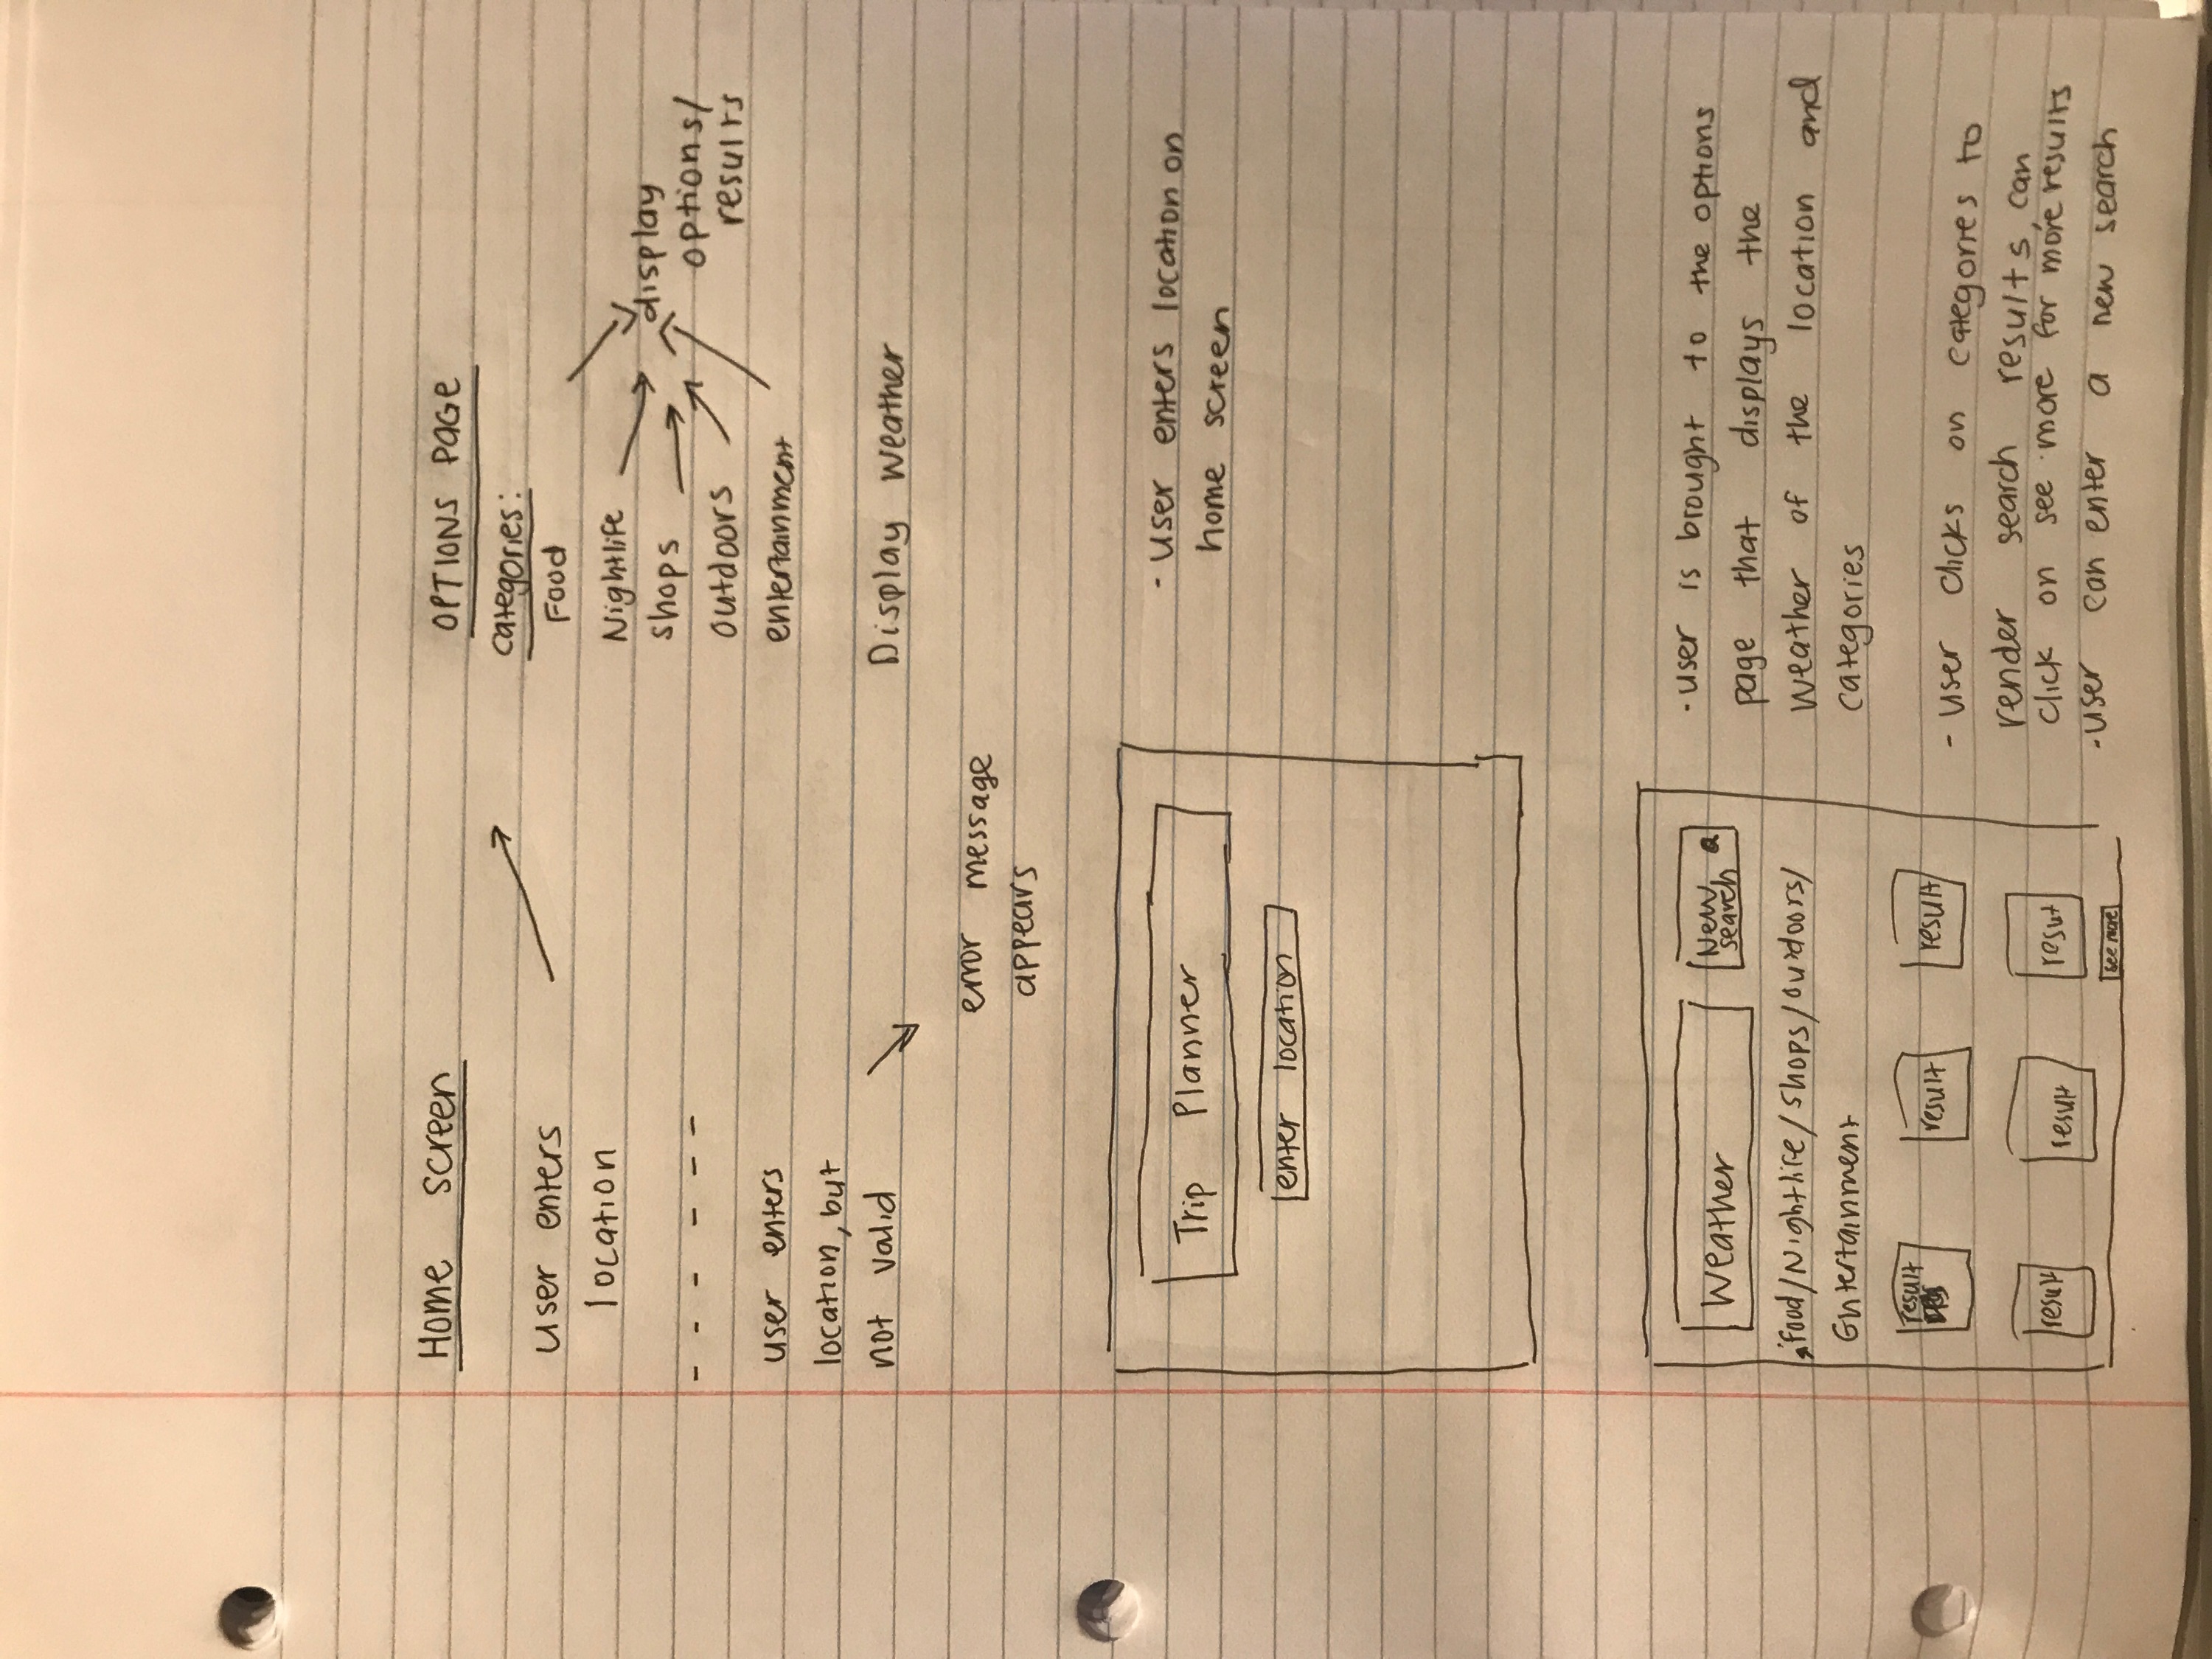 Home screen
user enters
location
- - - - - -
user enters
location, but
not valid
error message
appears
OPTIONS PAGE
categories:
Food
Nightlife
shops
outdoors
entertainment
display
options/
results
Display weather
Trip Planner
enter location
- user enters location on
home screen
Weather
New
search
Food/Nightlife/shops/outdoors/
Entertainment
result
result
result
result
result
resut
see more
- user is brought to the options
page that displays the
weather of the location and
categories
- user clicks on categories to
render search results, can
click on see more for more results
- user can enter a new search